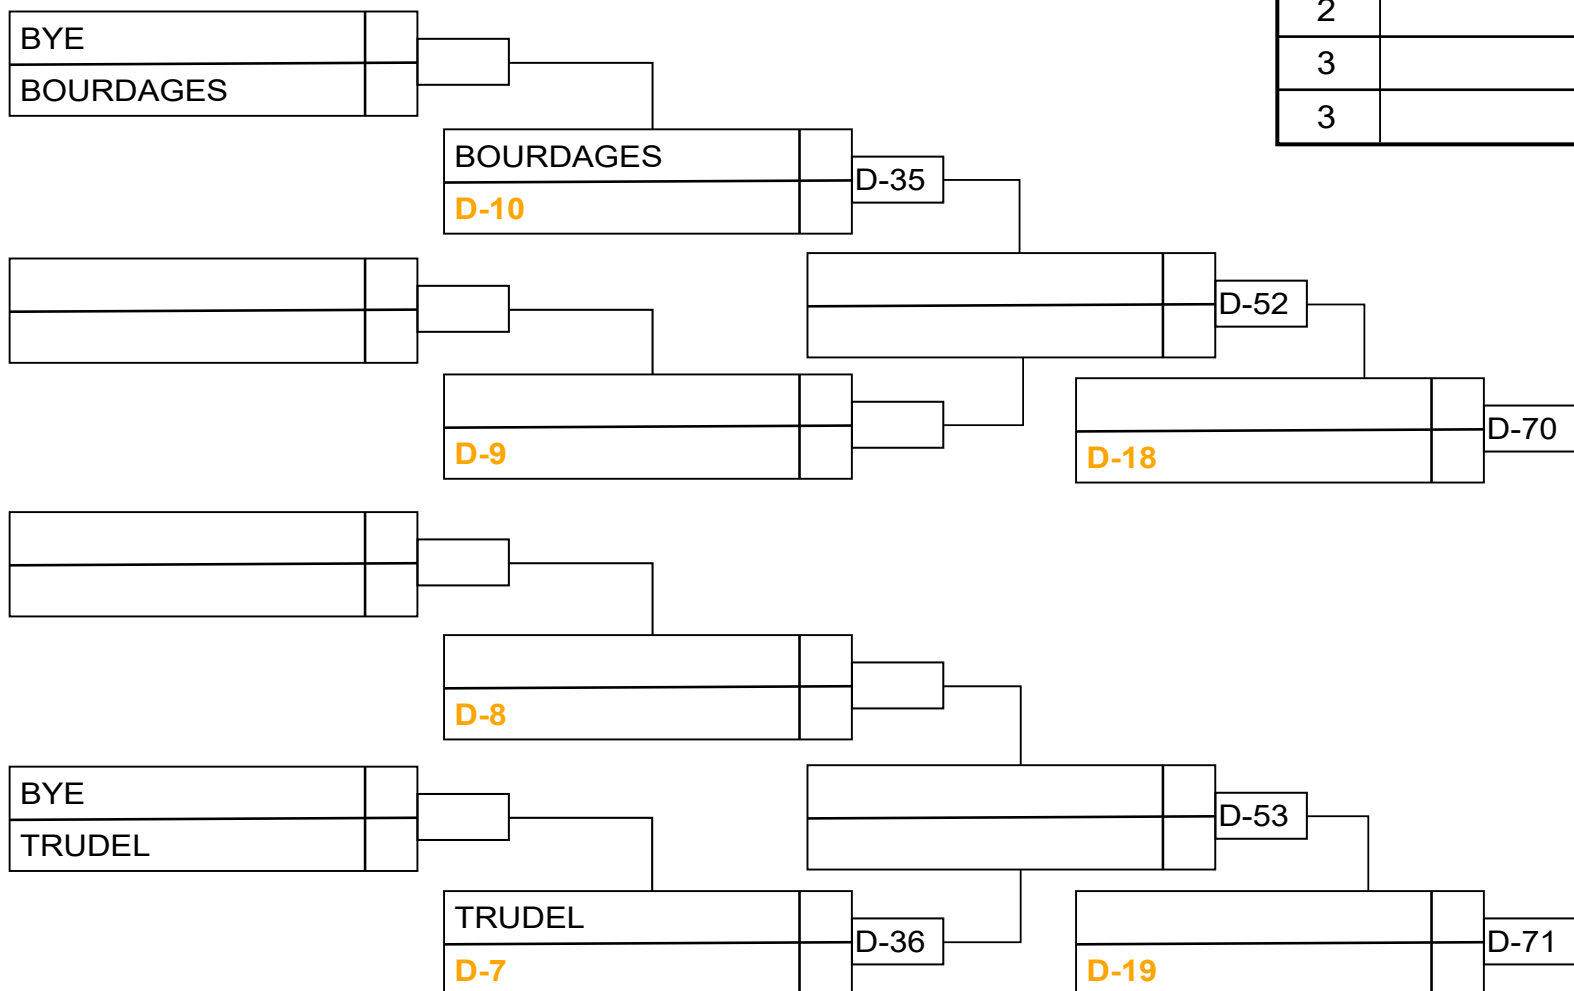 2
3
3
BYE
BOURDAGES
BOURDAGES
D-10
D-35
D-52
D-9
D-18
D-70
D-8
BYE
TRUDEL
D-53
TRUDEL
D-7
D-36
D-19
D-71